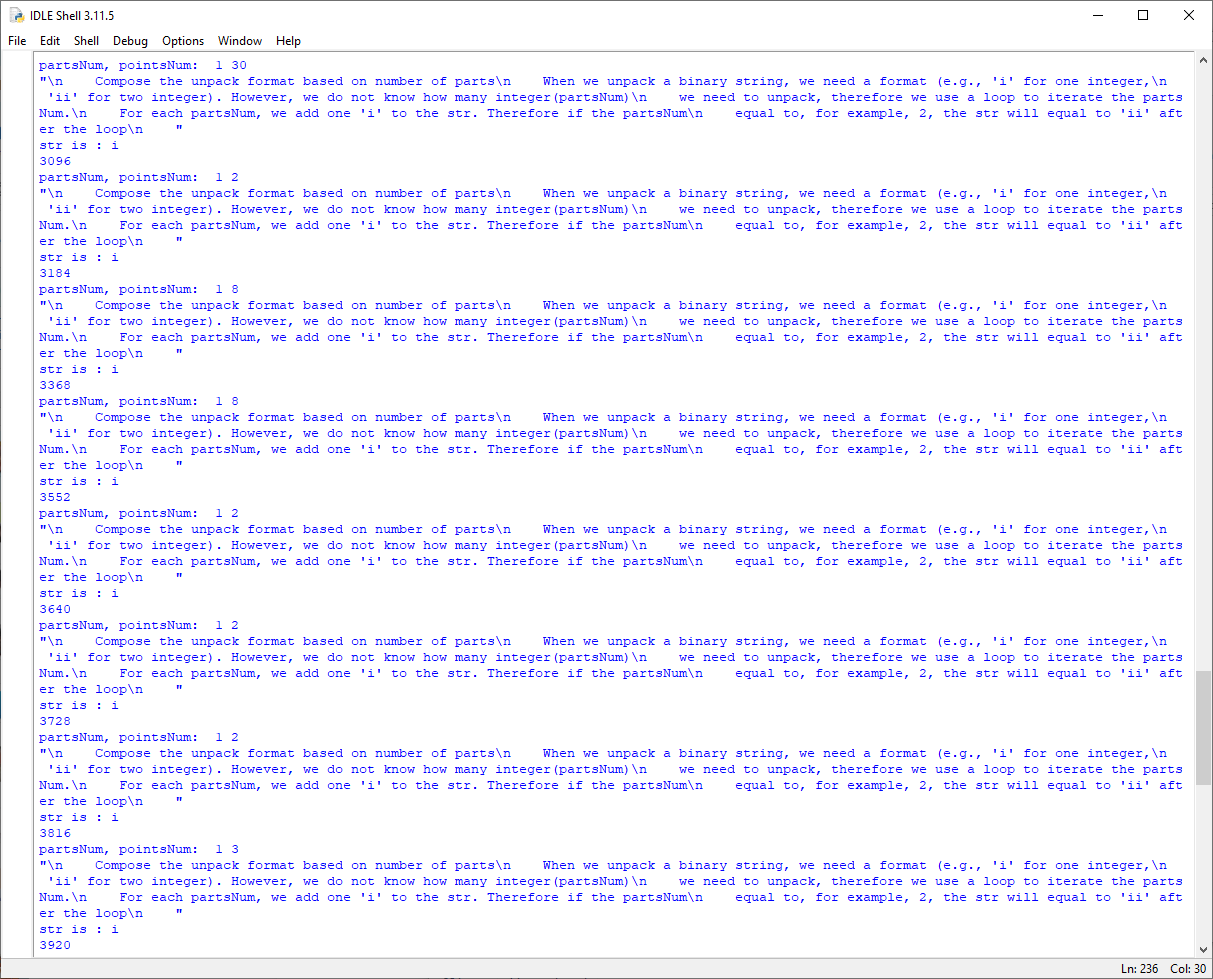 IDLE Shell 3.11.5
File Edit Shell Debug Options Window Help
partsNum, pointsNum:  1 30
"\n    Compose the unpack format based on number of parts\n    When we unpack a binary string, we need a format (e.g., 'i' for one integer,\n
 'ii' for two integer). However, we do not know how many integer(partsNum)\n    we need to unpack, therefore we use a loop to iterate the parts
Num.\n    For each partsNum, we add one 'i' to the str. Therefore if the partsNum\n    equal to, for example, 2, the str will equal to 'ii' aft
er the loop\n    "
str is : i
3096
partsNum, pointsNum:  1 2
"\n    Compose the unpack format based on number of parts\n    When we unpack a binary string, we need a format (e.g., 'i' for one integer,\n
 'ii' for two integer). However, we do not know how many integer(partsNum)\n    we need to unpack, therefore we use a loop to iterate the parts
Num.\n    For each partsNum, we add one 'i' to the str. Therefore if the partsNum\n    equal to, for example, 2, the str will equal to 'ii' aft
er the loop\n    "
str is : i
3184
partsNum, pointsNum:  1 8
"\n    Compose the unpack format based on number of parts\n    When we unpack a binary string, we need a format (e.g., 'i' for one integer,\n
 'ii' for two integer). However, we do not know how many integer(partsNum)\n    we need to unpack, therefore we use a loop to iterate the parts
Num.\n    For each partsNum, we add one 'i' to the str. Therefore if the partsNum\n    equal to, for example, 2, the str will equal to 'ii' aft
er the loop\n    "
str is : i
3368
partsNum, pointsNum:  1 8
"\n    Compose the unpack format based on number of parts\n    When we unpack a binary string, we need a format (e.g., 'i' for one integer,\n
 'ii' for two integer). However, we do not know how many integer(partsNum)\n    we need to unpack, therefore we use a loop to iterate the parts
Num.\n    For each partsNum, we add one 'i' to the str. Therefore if the partsNum\n    equal to, for example, 2, the str will equal to 'ii' aft
er the loop\n    "
str is : i
3552
partsNum, pointsNum:  1 2
"\n    Compose the unpack format based on number of parts\n    When we unpack a binary string, we need a format (e.g., 'i' for one integer,\n
 'ii' for two integer). However, we do not know how many integer(partsNum)\n    we need to unpack, therefore we use a loop to iterate the parts
Num.\n    For each partsNum, we add one 'i' to the str. Therefore if the partsNum\n    equal to, for example, 2, the str will equal to 'ii' aft
er the loop\n    "
str is : i
3640
partsNum, pointsNum:  1 2
"\n    Compose the unpack format based on number of parts\n    When we unpack a binary string, we need a format (e.g., 'i' for one integer,\n
 'ii' for two integer). However, we do not know how many integer(partsNum)\n    we need to unpack, therefore we use a loop to iterate the parts
Num.\n    For each partsNum, we add one 'i' to the str. Therefore if the partsNum\n    equal to, for example, 2, the str will equal to 'ii' aft
er the loop\n    "
str is : i
3728
partsNum, pointsNum:  1 2
"\n    Compose the unpack format based on number of parts\n    When we unpack a binary string, we need a format (e.g., 'i' for one integer,\n
 'ii' for two integer). However, we do not know how many integer(partsNum)\n    we need to unpack, therefore we use a loop to iterate the parts
Num.\n    For each partsNum, we add one 'i' to the str. Therefore if the partsNum\n    equal to, for example, 2, the str will equal to 'ii' aft
er the loop\n    "
str is : i
3816
partsNum, pointsNum:  1 3
"\n    Compose the unpack format based on number of parts\n    When we unpack a binary string, we need a format (e.g., 'i' for one integer,\n
 'ii' for two integer). However, we do not know how many integer(partsNum)\n    we need to unpack, therefore we use a loop to iterate the parts
Num.\n    For each partsNum, we add one 'i' to the str. Therefore if the partsNum\n    equal to, for example, 2, the str will equal to 'ii' aft
er the loop\n    "
str is : i
3920
Ln: 236 Col: 30